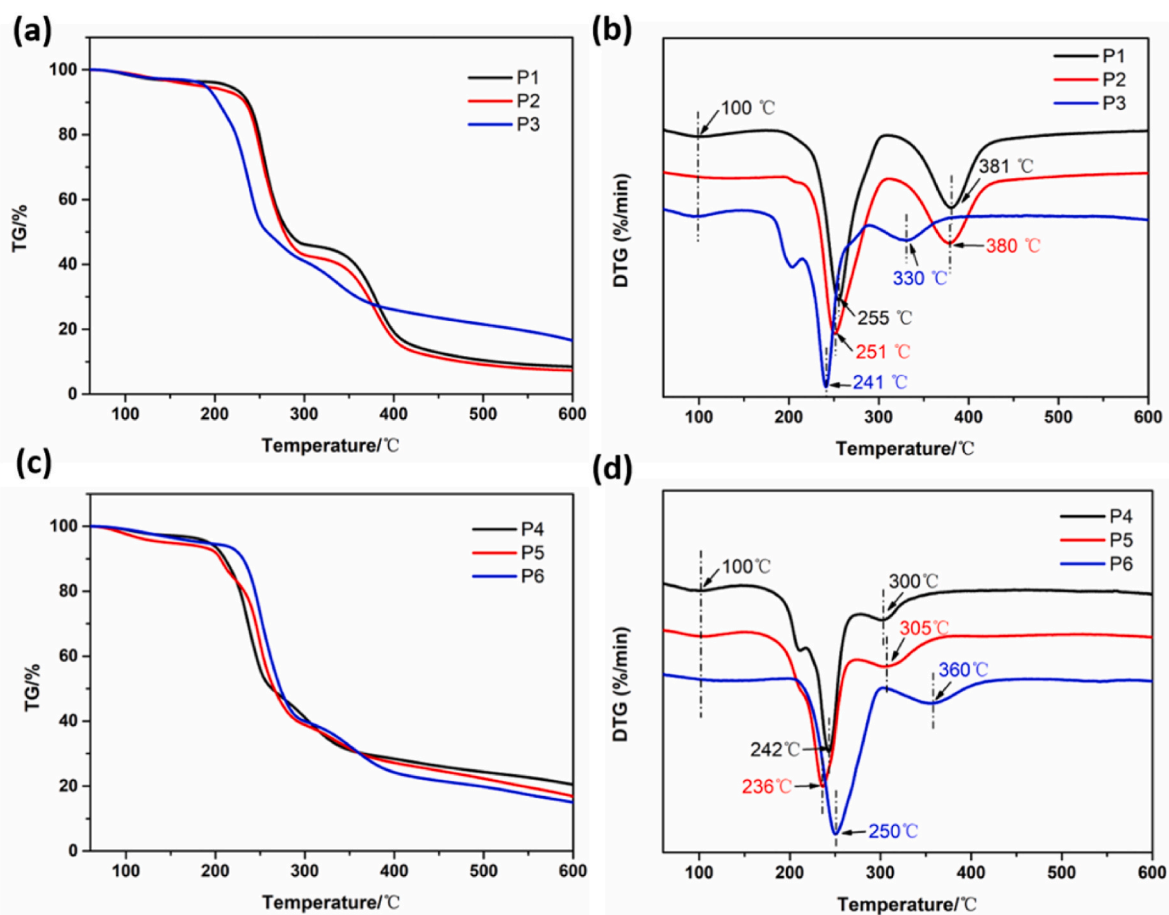 (a)
100
80
60
40
20
0
TG/%
100
200
300
400
500
600
Temperature/℃
P1
P2
P3
(b)
P1
P2
P3
100 ℃
381 ℃
380 ℃
330 ℃
255 ℃
251 ℃
241 ℃
DTG (%/min)
100
200
300
400
500
600
Temperature/℃
(c)
100
80
60
40
20
0
TG/%
100
200
300
400
500
600
Temperature/℃
P4
P5
P6
(d)
P4
P5
P6
100℃
300℃
305℃
360℃
242℃
236℃
250℃
DTG (%/min)
100
200
300
400
500
600
Temperature/℃